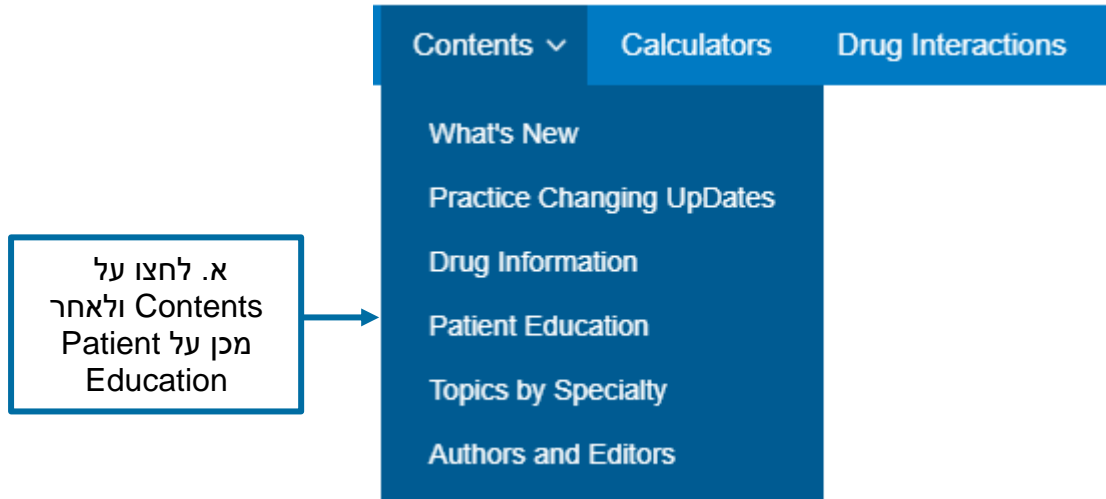 Contents Calculators Drug Interactions
What's New
Practice Changing UpDates
Drug Information
Patient Education
Topics by Specialty
Authors and Editors
א. לחצו על
Contents ולאחר
מכן על Patient
Education